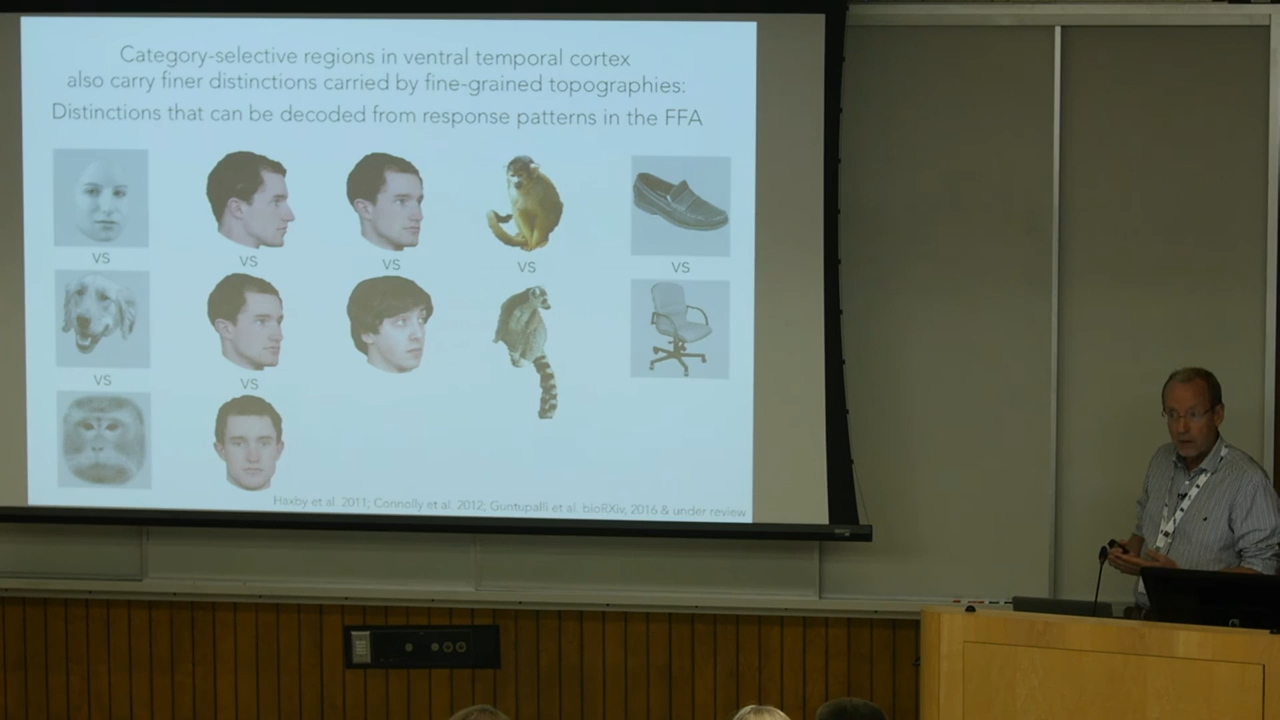 Category-selective regions in ventral temporal cortex
also carry finer distinctions carried by fine-grained topographies:
Distinctions that can be decoded from response patterns in the FFA
vs
vs
vs
vs
vs
vs
vs
Haxby et al. 2011; Connolly et al. 2012; Guntupalli et al. bioRXiv, 2016 & under review